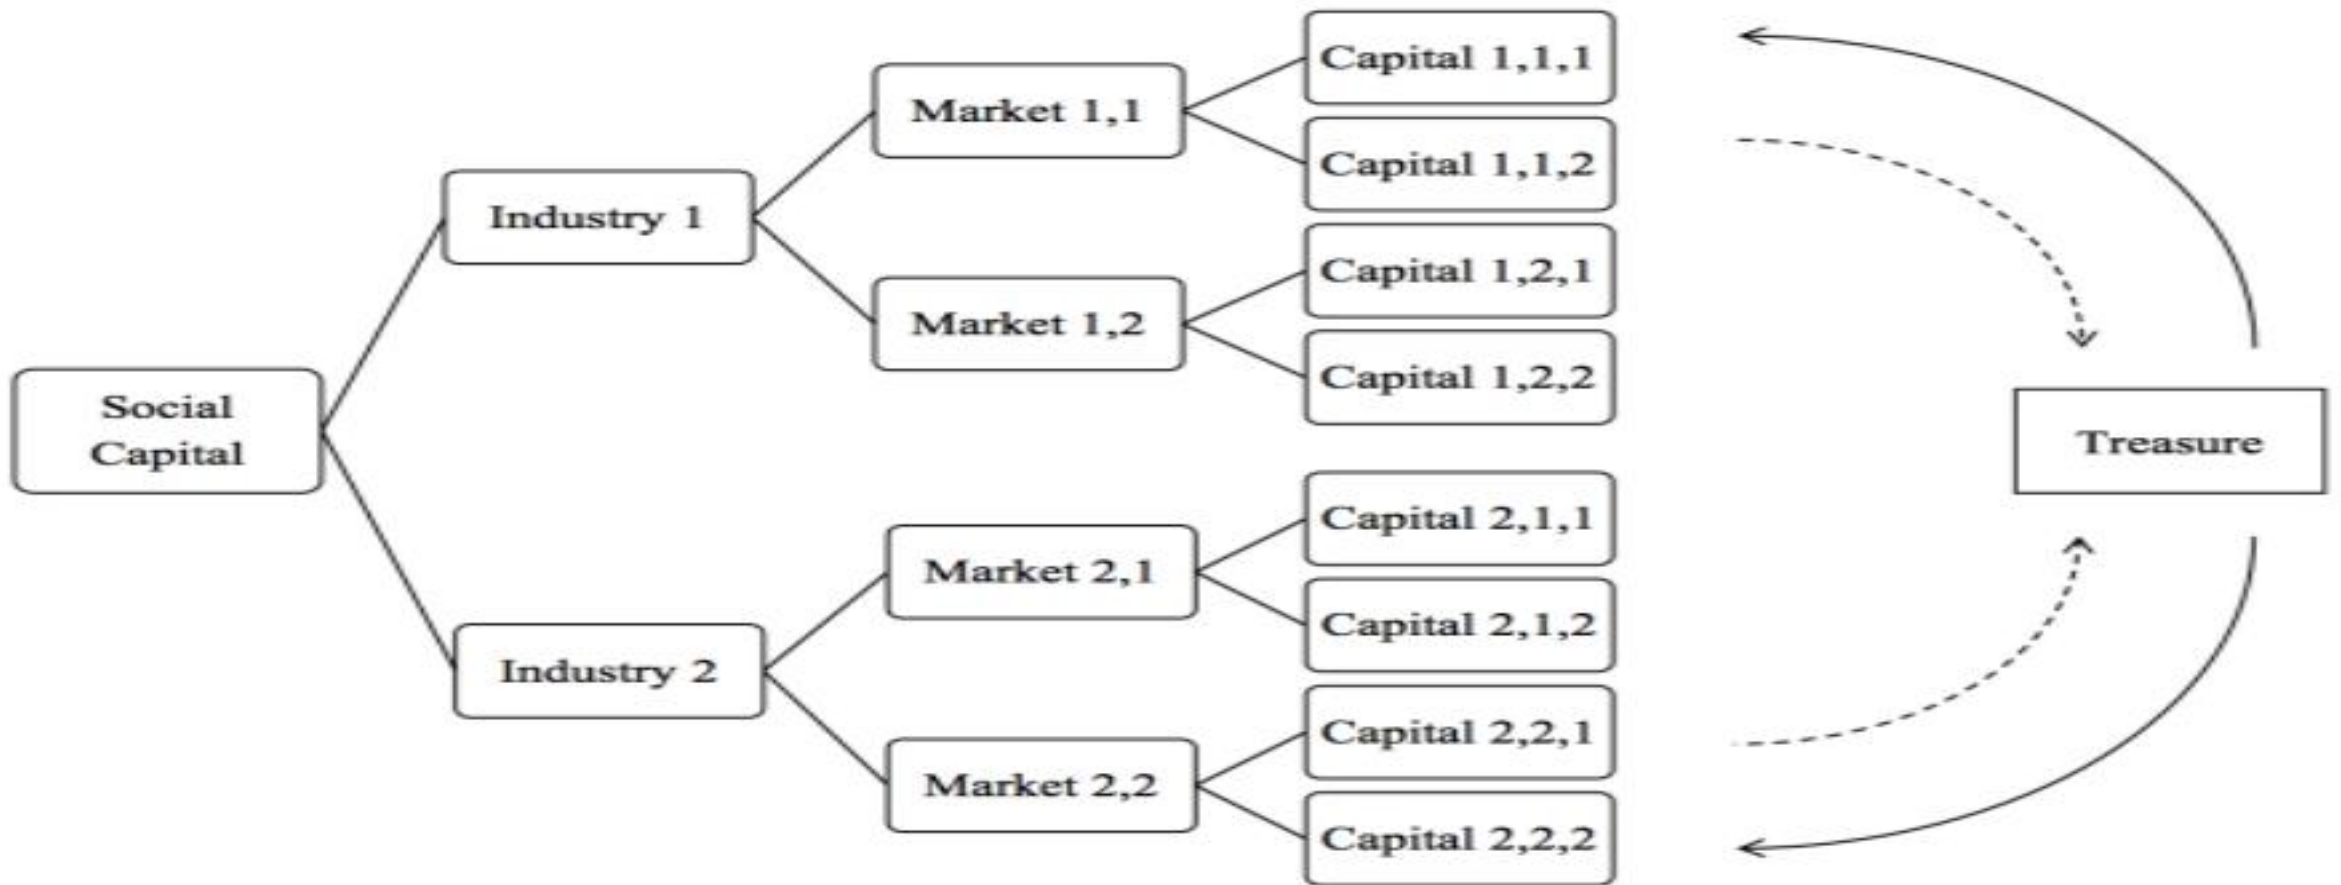 Social
Capital
Industry 1
Industry 2
Market 1,1
Market 1,2
Market 2,1
Market 2,2
Capital 1,1,1
Capital 1,1,2
Capital 1,2,1
Capital 1,2,2
Capital 2,1,1
Capital 2,1,2
Capital 2,2,1
Capital 2,2,2
Treasure